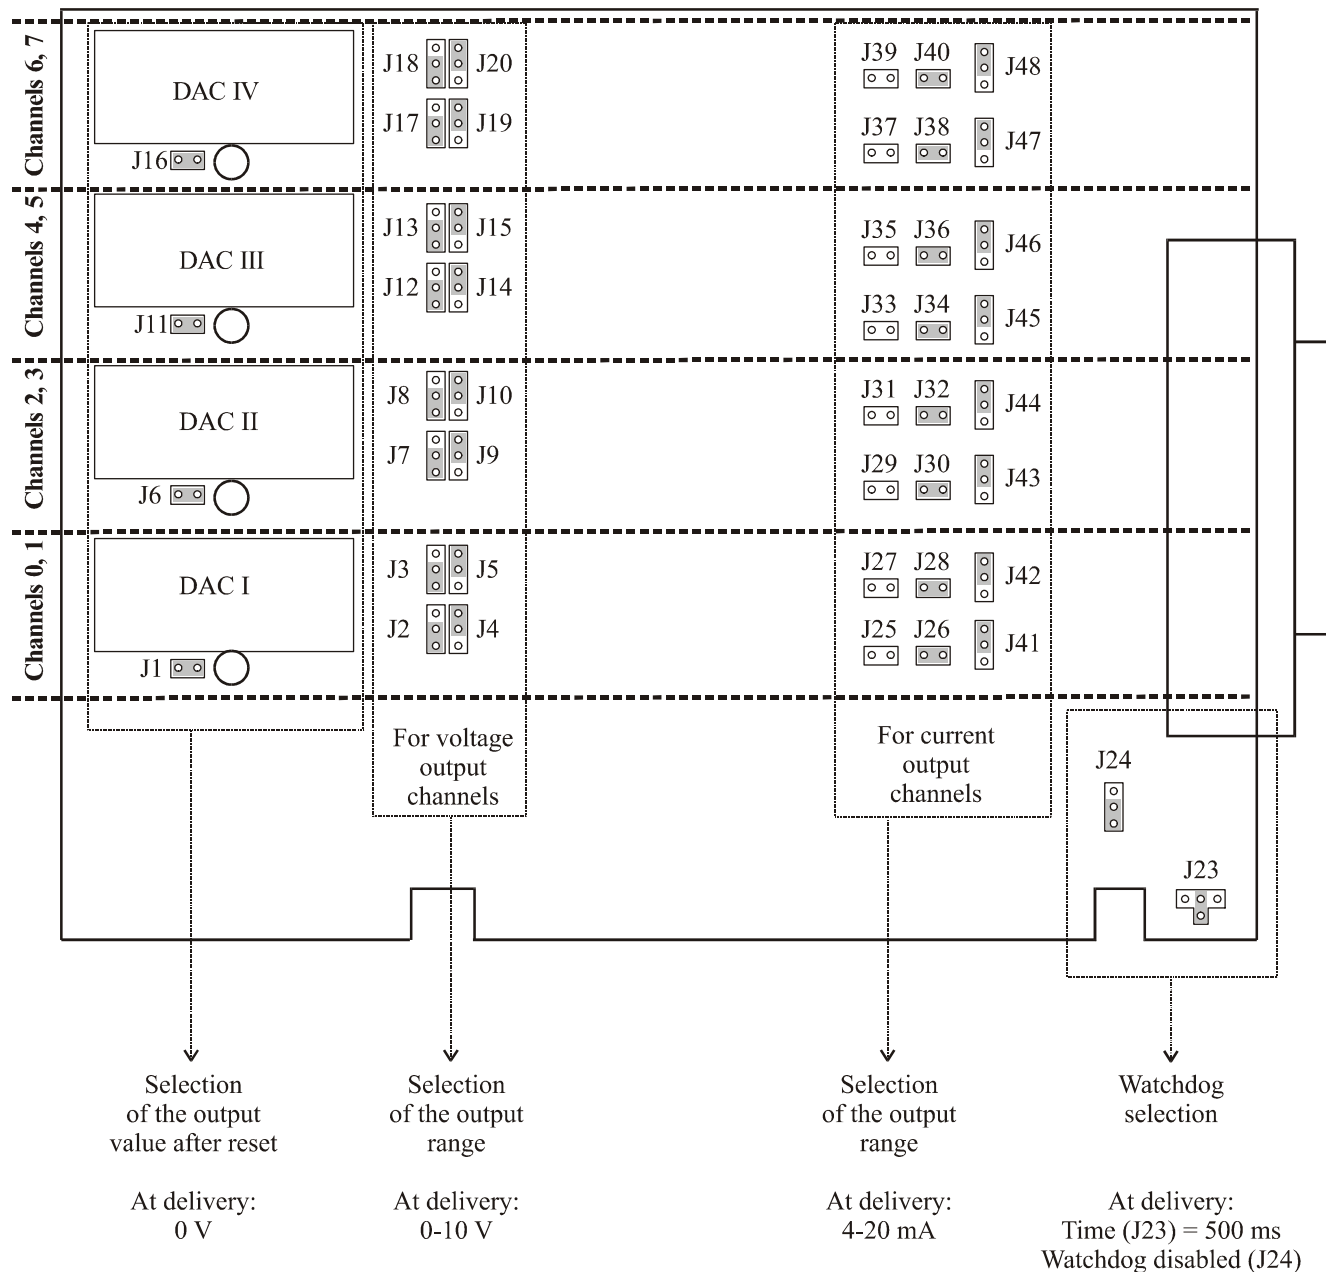 Channels 6, 7
DAC IV
J16
J18 J20
J17 J19
J39 J40 J48
J37 J38 J47
Channels 4, 5
DAC III
J11
J13 J15
J12 J14
J35 J36 J46
J33 J34 J45
Channels 2, 3
DAC II
J6
J8 J10
J7 J9
J31 J32 J44
J29 J30 J43
Channels 0, 1
DAC I
J1
J3 J5
J2 J4
J27 J28 J42
J25 J26 J41
For voltage
output
channels
For current
output
channels
J24
J23
Selection
of the output
value after reset
At delivery:
0 V
Selection
of the output
range
At delivery:
0-10 V
Selection
of the output
range
At delivery:
4-20 mA
Watchdog
selection
At delivery:
Time (J23) = 500 ms
Watchdog disabled (J24)